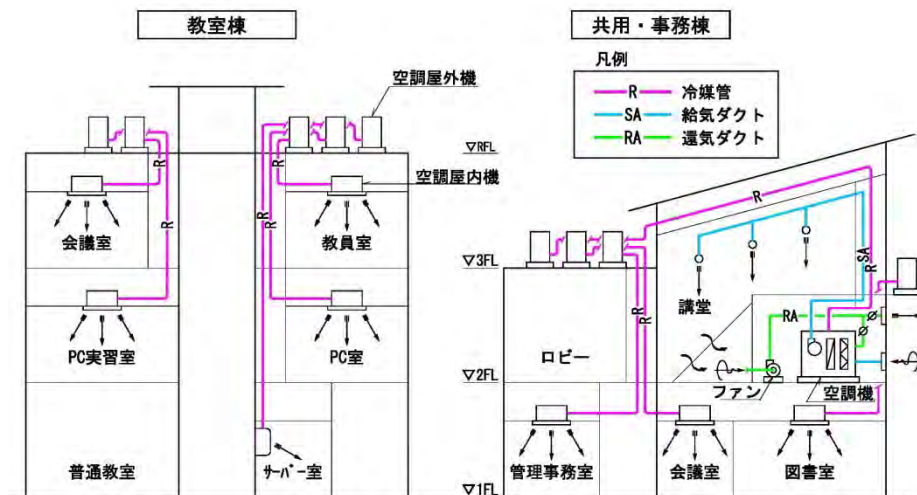 教室棟
共用・事務棟
凡例
R 冷媒管
SA 給気ダクト
RA 還気ダクト
空調屋外機
▽RFL
R
R
空調屋内機
会議室
教員室
R
R
R
SA
R
▽3FL
講堂
R
R
RA
PC実習室
PC室
ロビー
▽2FL
ファン
空調機
普通教室
サーバー室
管理事務室
会議室
図書室
▽1FL